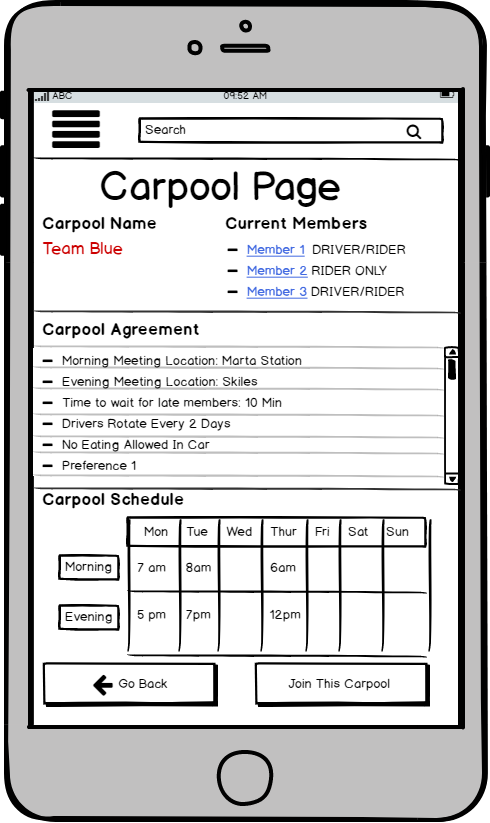 ABC 09:52 AM
Search
Carpool Page
Carpool Name
Team Blue
Current Members
Member 1 DRIVER/RIDER
Member 2 RIDER ONLY
Member 3 DRIVER/RIDER
Carpool Agreement
Morning Meeting Location: Marta Station
Evening Meeting Location: Skiles
Time to wait for late members: 10 Min
Drivers Rotate Every 2 Days
No Eating Allowed In Car
Preference 1
Carpool Schedule
Mon Tue Wed Thur Fri Sat Sun
Morning 7 am 8am 6am
Evening 5 pm 7pm 12pm
Go Back Join This Carpool